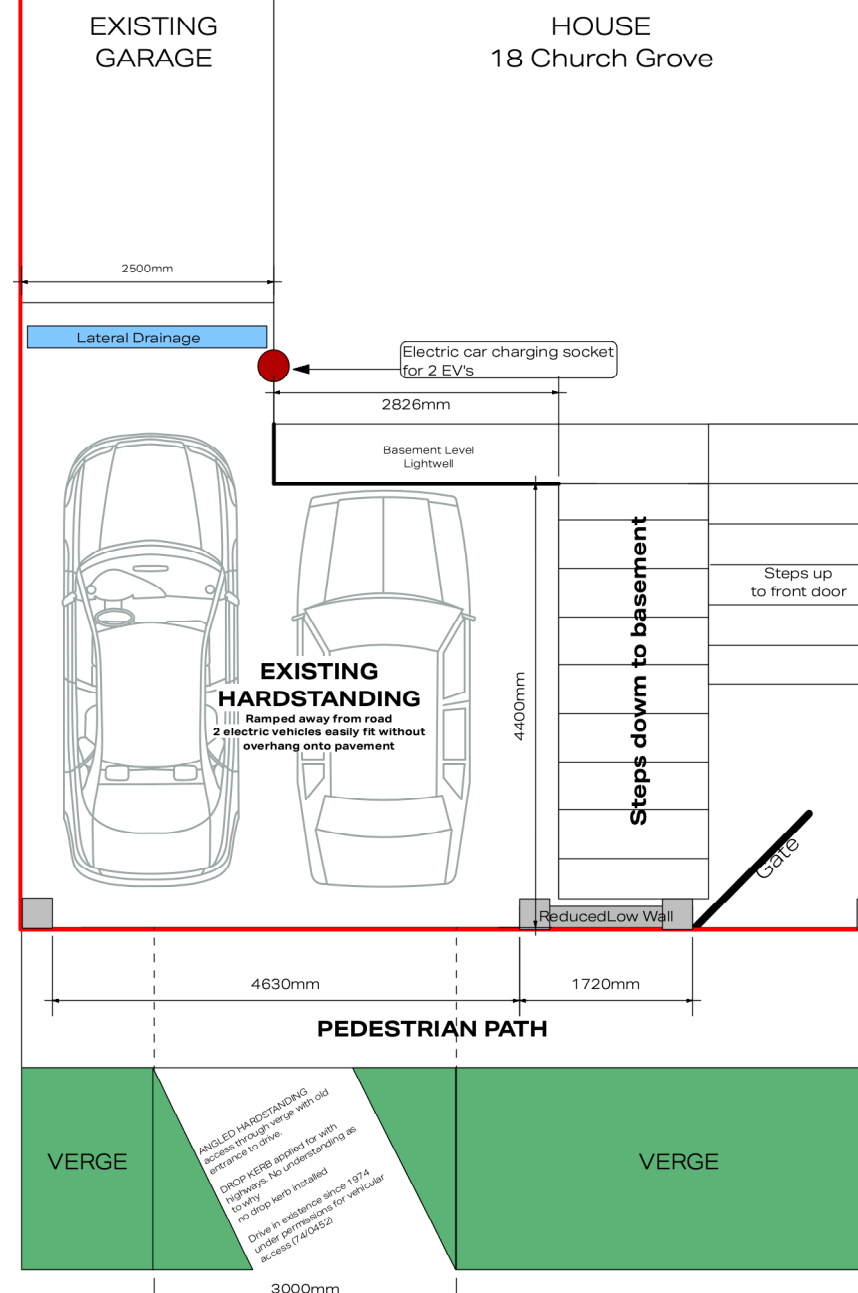 EXISTING
GARAGE
HOUSE
18 Church Grove
2500mm
Lateral Drainage
Electric car charging socket
for 2 EV's
2826mm
Basement Level
Lightwell
Steps dowm to basement
Steps up
to front door
EXISTING
HARDSTANDING
Ramped away from road
2 electric vehicles easily fit without
overhang onto pavement
4400mm
Gate
ReducedLow Wall
4630mm
1720mm
PEDESTRIAN PATH
ANGLED HARDSTANDING
access through verge with old
entrance to drive.
DROP KERB applied for with
highways. No understanding as
to why
no drop kerb installed
Drive in existence since 1974
under permissions for vehicular
access (74/0452)
VERGE
VERGE
3000mm